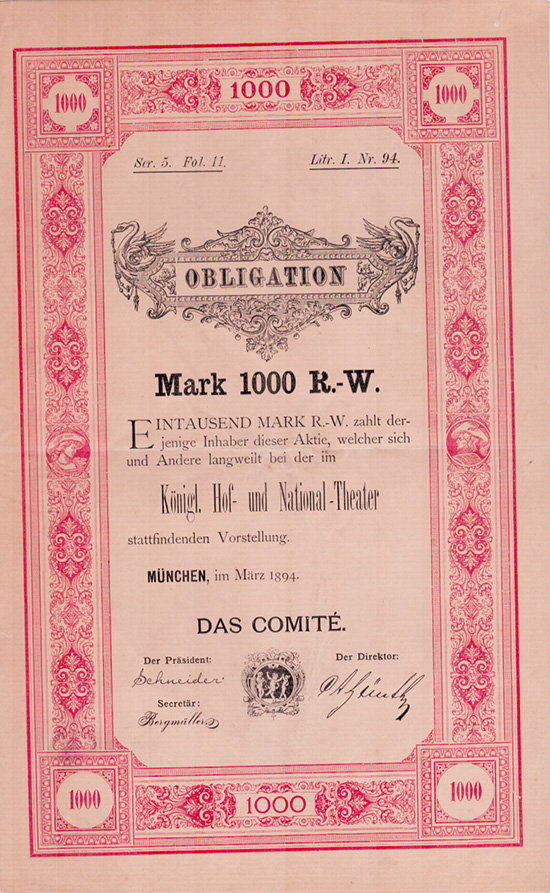 1000 1000 1000
Ser. 5. Fol. 11. Litr. I. Nr. 94.
OBLIGATION
Mark 1000 R.-W.
EINTAUSEND MARK R.-W. zahlt der-
jenige Inhaber dieser Aktie, welcher sich
und Andere langweilt bei der im
Königl. Hof- und National-Theater
stattfindenden Vorstellung.
MÜNCHEN, im März 1894.
DAS COMITÉ.
Der Präsident: Der Direktor:
Schneider
Secretär:
Bergmüller
1000 1000 1000